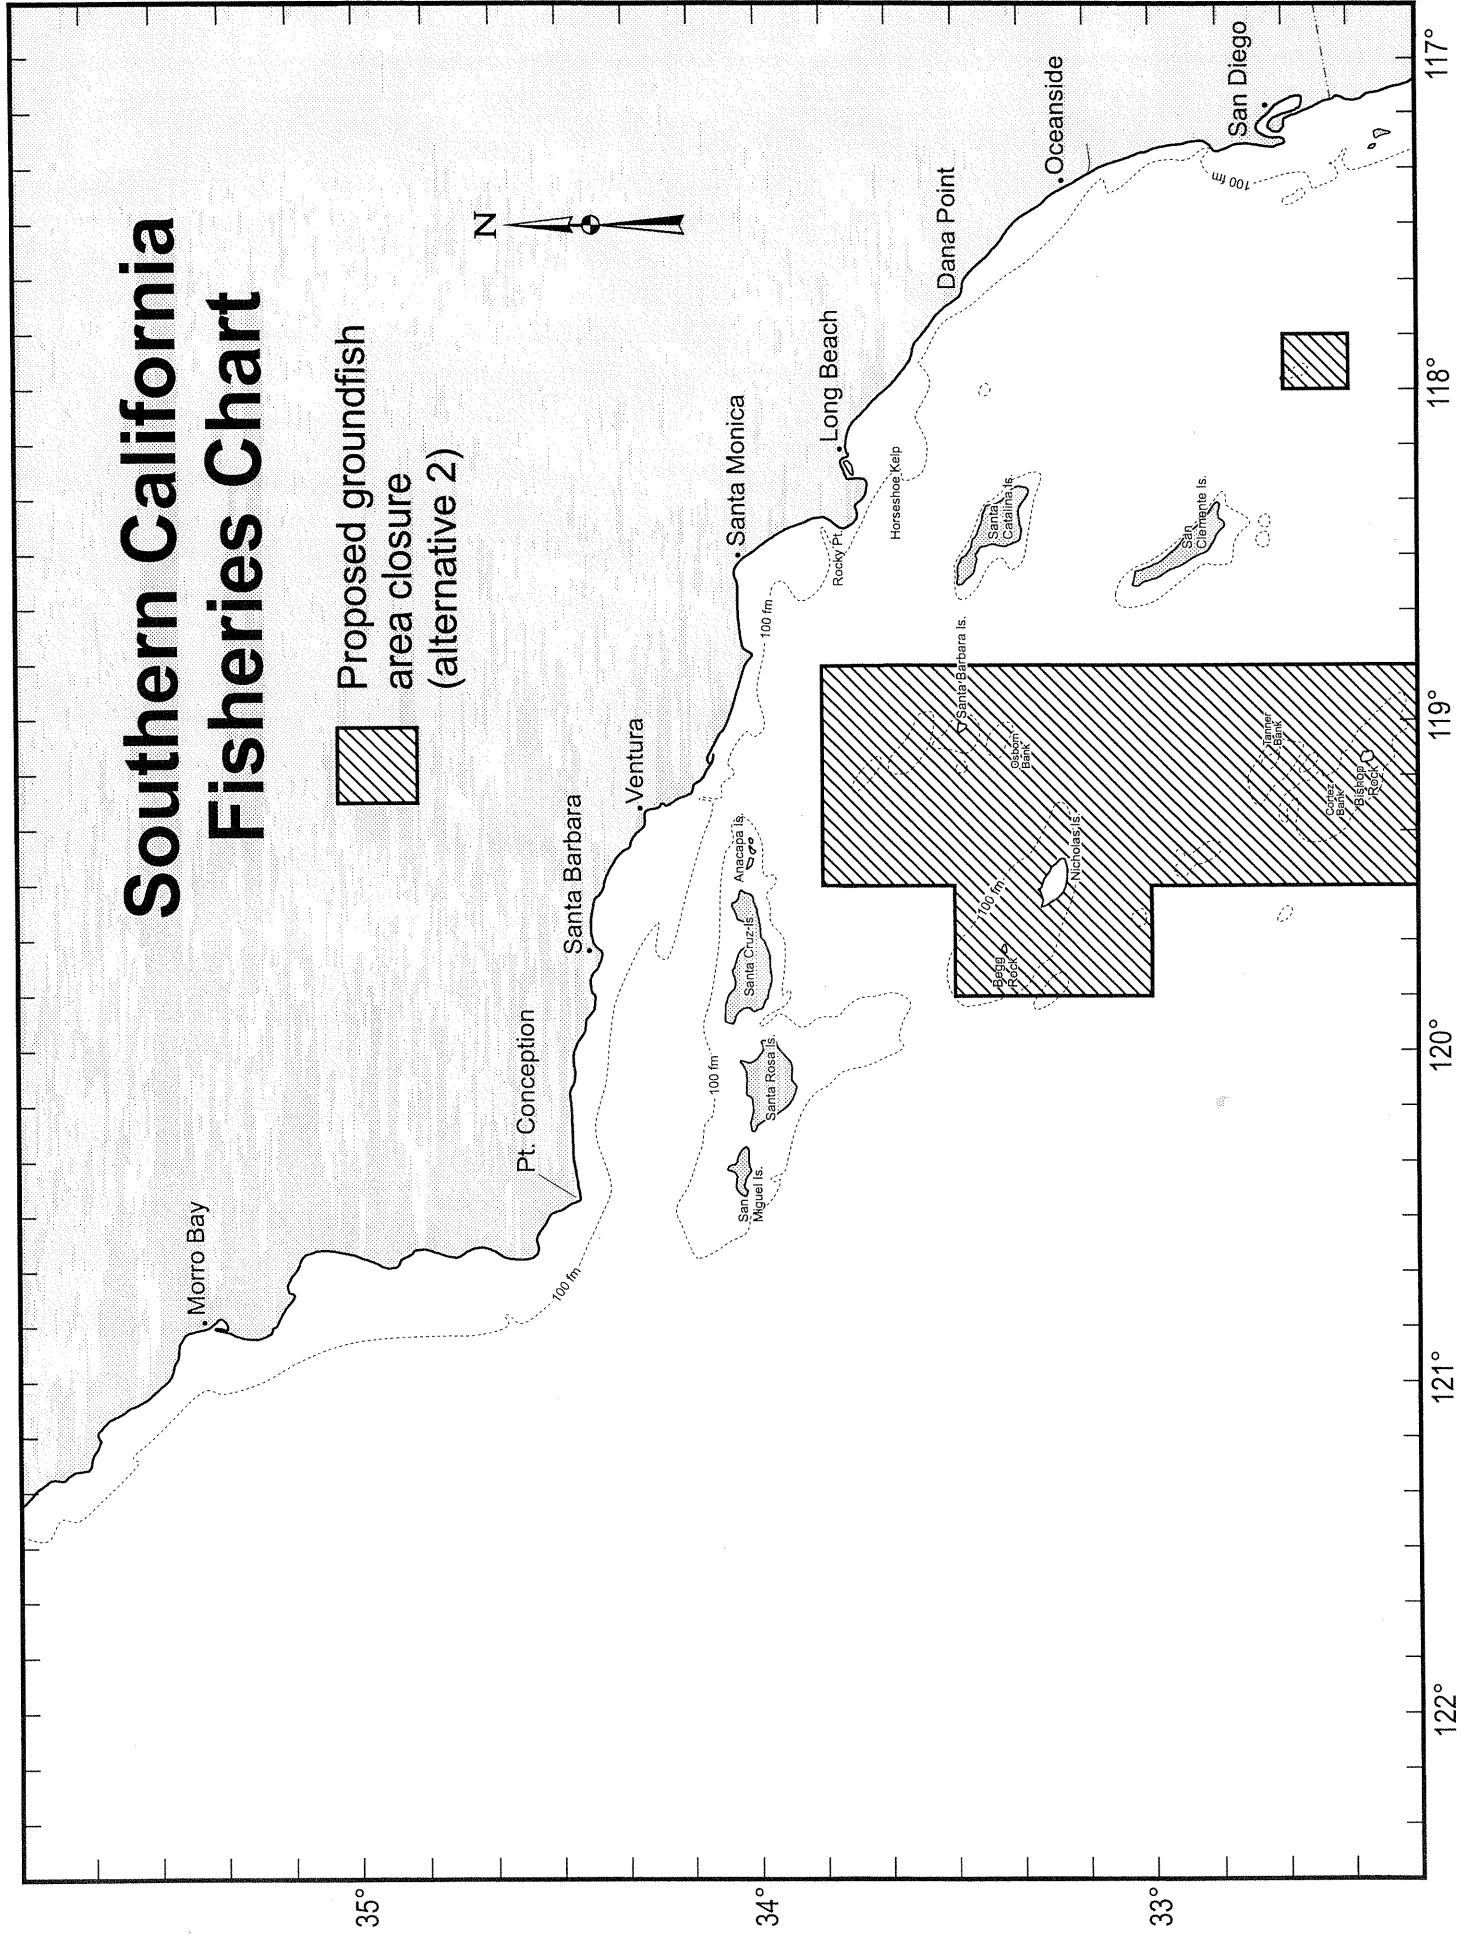 Southern California
Fisheries Chart
Proposed groundfish
area closure
(alternative 2)
N
Morro Bay
Pt. Conception
Santa Barbara
Ventura
Santa Monica
Long Beach
Dana Point
Oceanside
San Diego
100 fm
100 fm
100 fm
100 fm
100 fm
San
Miguel Is.
Santa Rosa Is.
Santa Cruz Is.
Anacapa Is.
Rocky Pt.
Horseshoe Kelp
Santa
Catalina Is.
San
Clemente Is.
Santa Barbara Is.
Osborn
Bank
Begg
Rock
Nicholas Is.
Tanner
Bank
Cortez
Bank
Bishop
Rock
35°
34°
33°
122°
121°
120°
119°
118°
117°